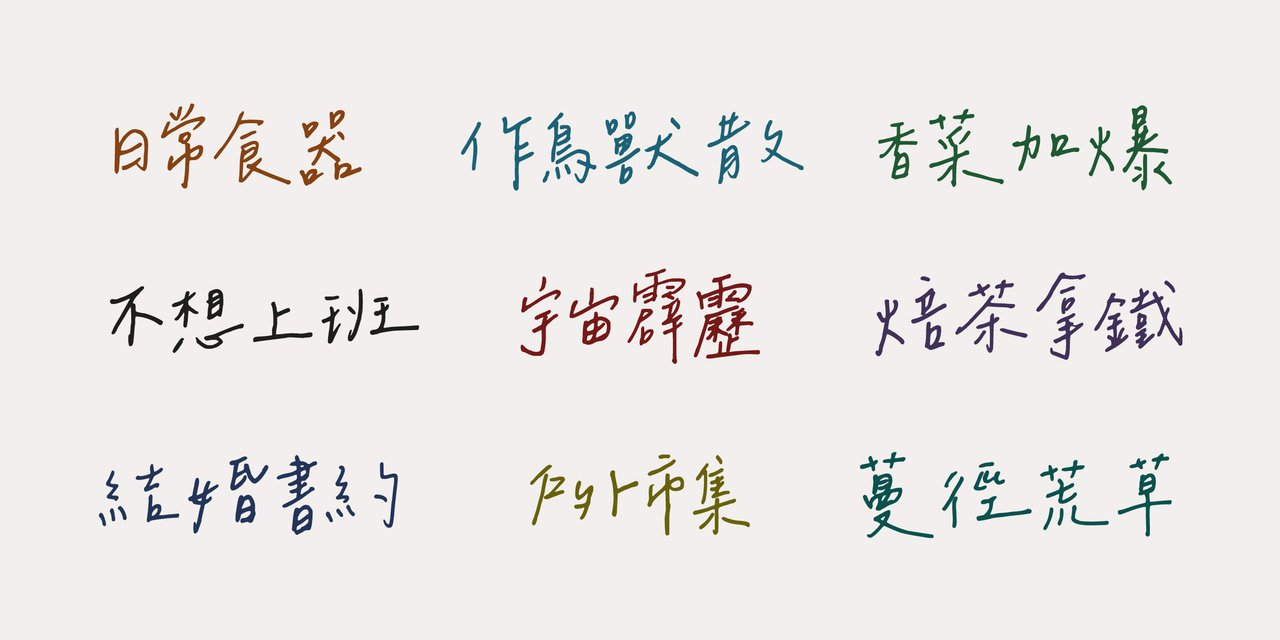 日常食器 作鳥獸散 香菜加爆
不想上班 宇宙霹靂 焙茶拿鐵
結婚書約 戶外市集 蔓徑荒草